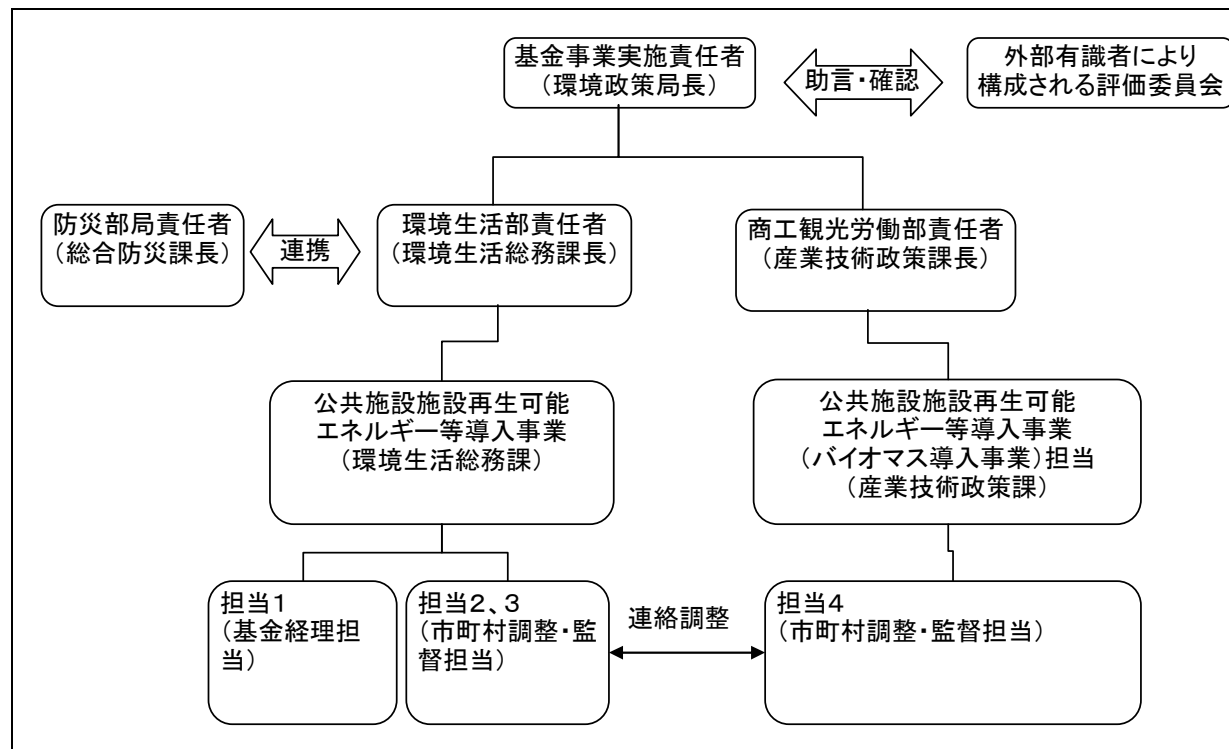 基金事業実施責任者
(環境政策局長)
助言・確認
外部有識者により
構成される評価委員会
防災部局責任者
(総合防災課長)
連携
環境生活部責任者
(環境生活総務課長)
商工観光労働部責任者
(産業技術政策課長)
公共施設施設再生可能
エネルギー等導入事業
(環境生活総務課)
公共施設施設再生可能
エネルギー等導入事業
(バイオマス導入事業)担当
(産業技術政策課)
担当1
(基金経理担
当)
担当2、3
(市町村調整・監
督担当)
連絡調整
担当4
(市町村調整・監督担当)